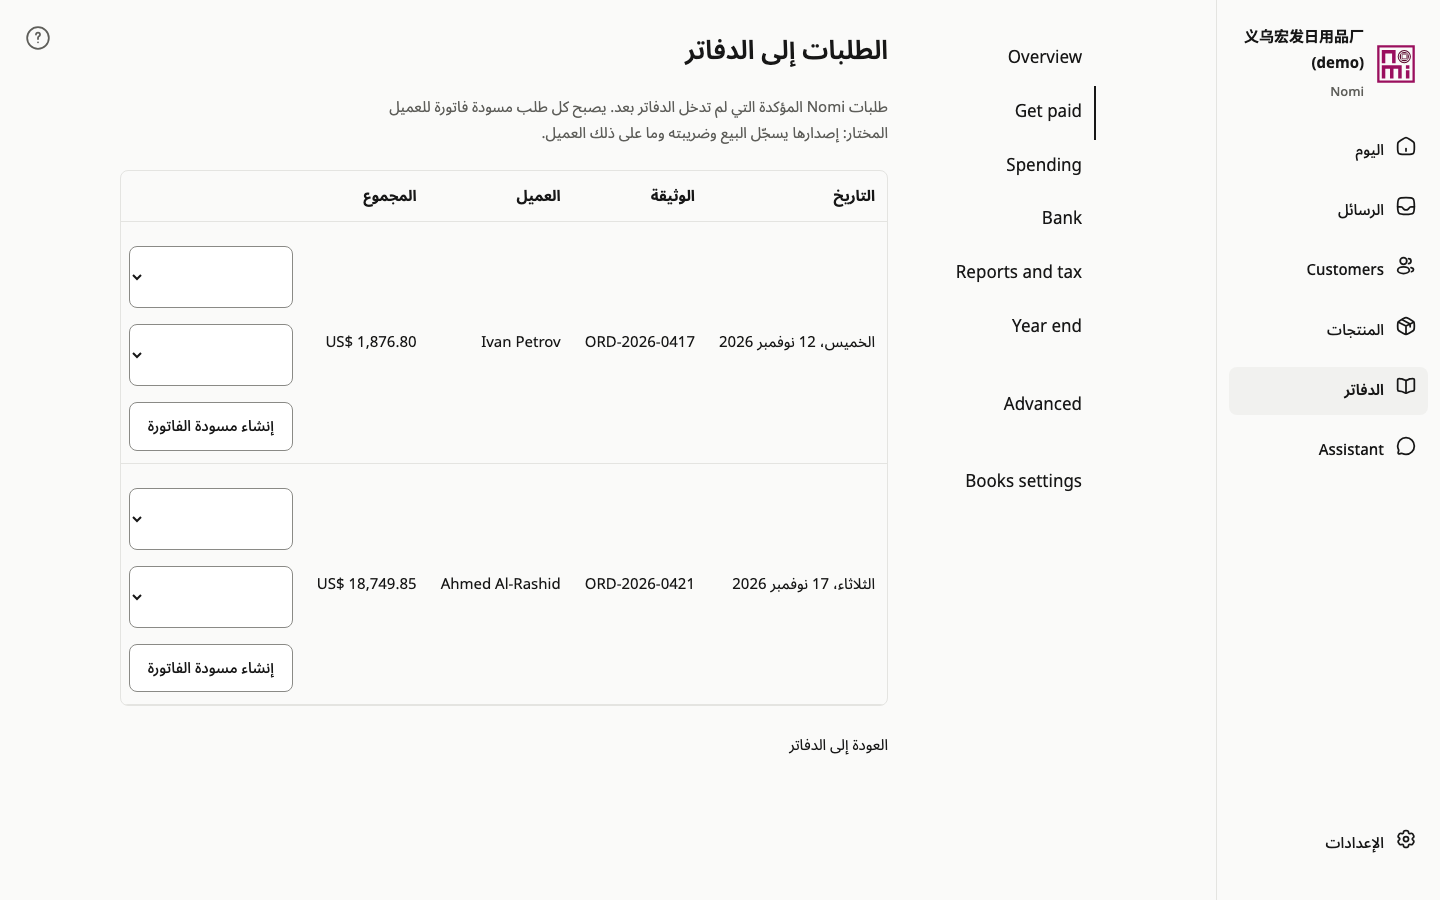 义乌宏发日用品厂
(demo)
Nomi
اليوم
الرسائل
Customers
المنتجات
الدفاتر
Assistant
الإعدادات
Overview
Get paid
Spending
Bank
Reports and tax
Year end
Advanced
Books settings
الطلبات إلى الدفاتر
طلبات Nomi المؤكدة التي لم تدخل الدفاتر بعد. يصبح كل طلب مسودة فاتورة للعميل
المختار: إصدارها يسجّل البيع وضريبته وما على ذلك العميل.
التاريخ الوثيقة العميل المجموع
الخميس، 12 نوفمبر 2026 ORD-2026-0417 Ivan Petrov US$ 1,876.80
إنشاء مسودة الفاتورة
الثلاثاء، 17 نوفمبر 2026 ORD-2026-0421 Ahmed Al-Rashid US$ 18,749.85
إنشاء مسودة الفاتورة
العودة إلى الدفاتر